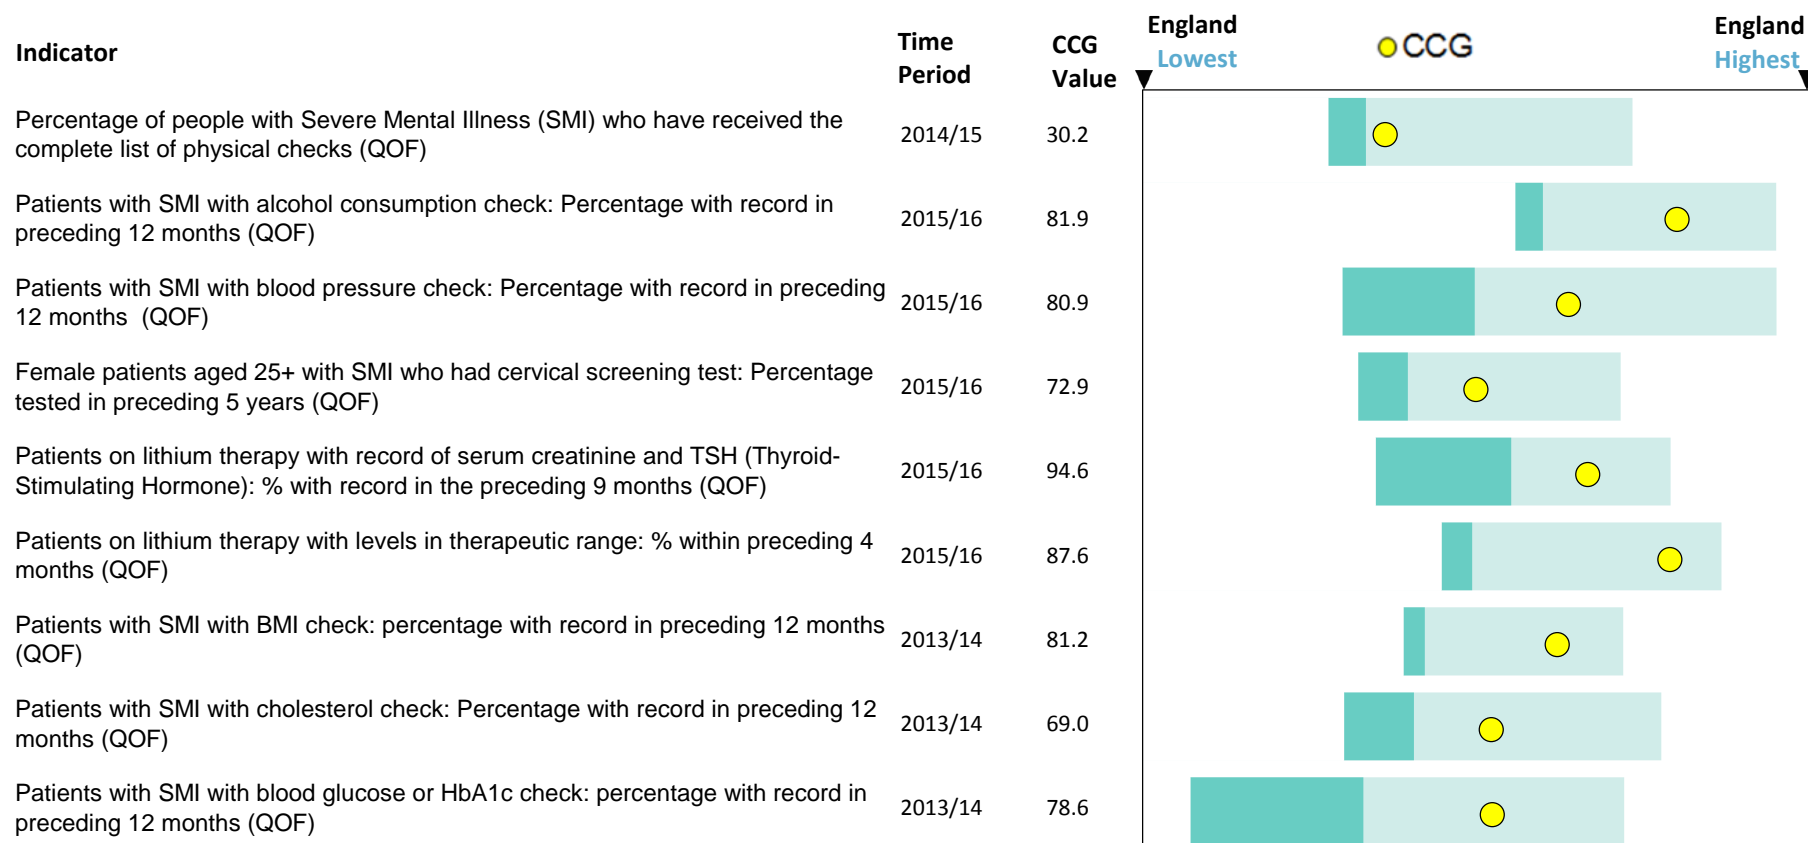 Indicator
Time
Period
CCG
Value
England
Lowest
CCG
England
Highest
Percentage of people with Severe Mental Illness (SMI) who have received the
complete list of physical checks (QOF)
2014/15
30.2
Patients with SMI with alcohol consumption check: Percentage with record in
preceding 12 months (QOF)
2015/16
81.9
Patients with SMI with blood pressure check: Percentage with record in preceding
12 months  (QOF)
2015/16
80.9
Female patients aged 25+ with SMI who had cervical screening test: Percentage
tested in preceding 5 years (QOF)
2015/16
72.9
Patients on lithium therapy with record of serum creatinine and TSH (Thyroid-
Stimulating Hormone): % with record in the preceding 9 months (QOF)
2015/16
94.6
Patients on lithium therapy with levels in therapeutic range: % within preceding 4
months (QOF)
2015/16
87.6
Patients with SMI with BMI check: percentage with record in preceding 12 months
(QOF)
2013/14
81.2
Patients with SMI with cholesterol check: Percentage with record in preceding 12
months (QOF)
2013/14
69.0
Patients with SMI with blood glucose or HbA1c check: percentage with record in
preceding 12 months (QOF)
2013/14
78.6